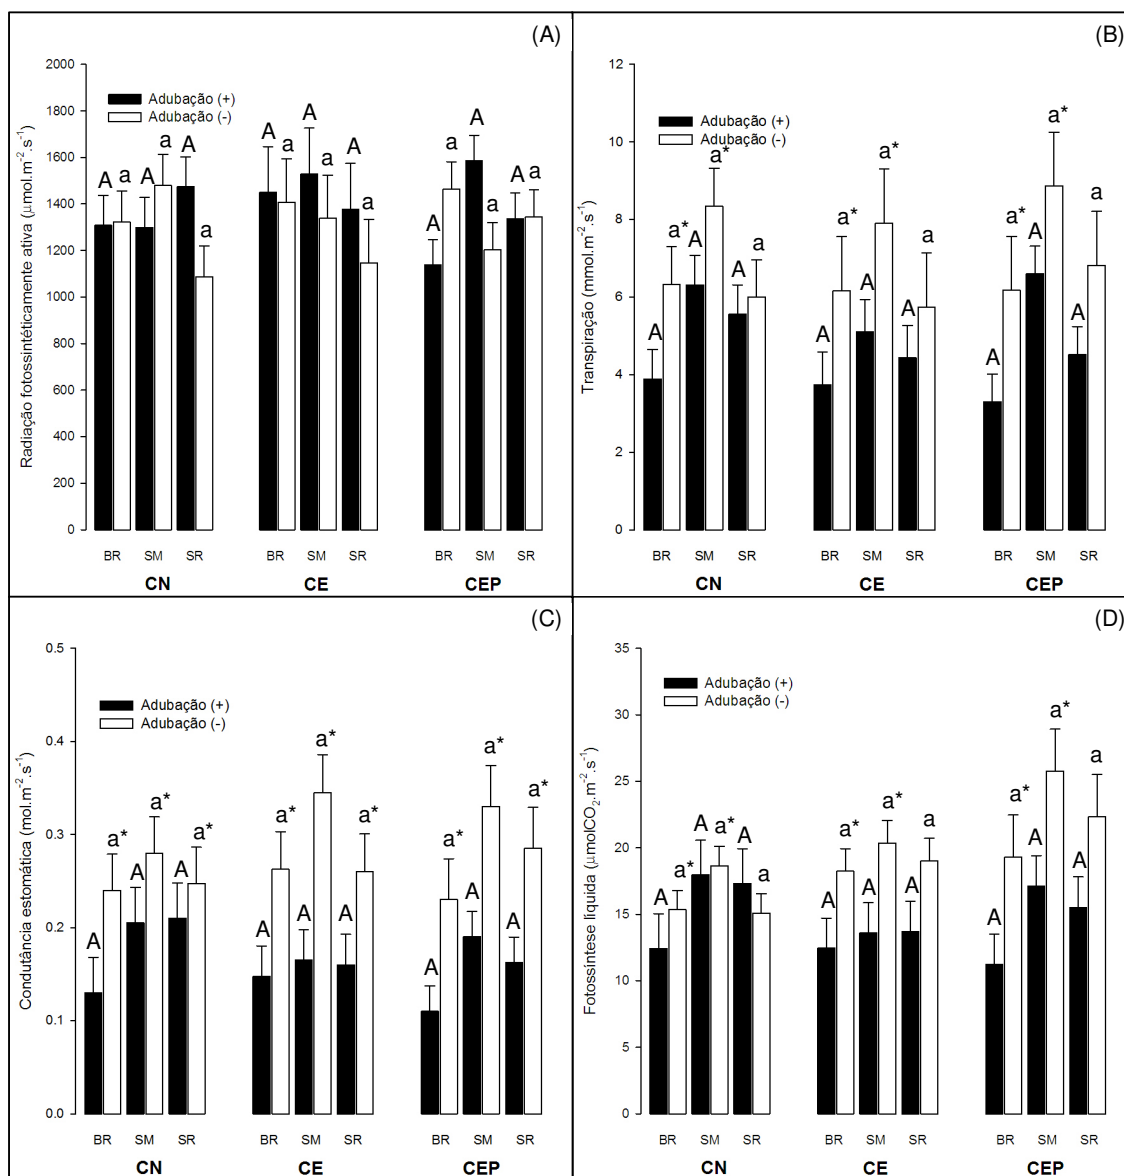 (A)
2000
1800
1600
1400
1200
1000
800
600
400
200
0
Radiação fotossintéticamente ativa (µmol.m⁻².s⁻¹)
Adubação (+)
Adubação (-)
A a A a A a
A a A a A a
A a A a A a
BR SM SR BR SM SR BR SM SR
CN CE CEP
(B)
12
10
8
6
4
2
0
Transpiração (mmol.m⁻².s⁻¹)
Adubação (+)
Adubação (-)
A a* A a* A a
A a* A a* A a
A a* A a* A a
BR SM SR BR SM SR BR SM SR
CN CE CEP
(C)
0.5
0.4
0.3
0.2
0.1
0.0
Condutância estomática (mol.m⁻².s⁻¹)
Adubação (+)
Adubação (-)
A a* A a* A a*
A a* A a* A a*
A a* A a* A a*
BR SM SR BR SM SR BR SM SR
CN CE CEP
(D)
35
30
25
20
15
10
5
0
Fotossíntese líquida (µmolCO₂.m⁻².s⁻¹)
Adubação (+)
Adubação (-)
A a* A a* A a
A a* A a* A a
A a* A a* A a
BR SM SR BR SM SR BR SM SR
CN CE CEP